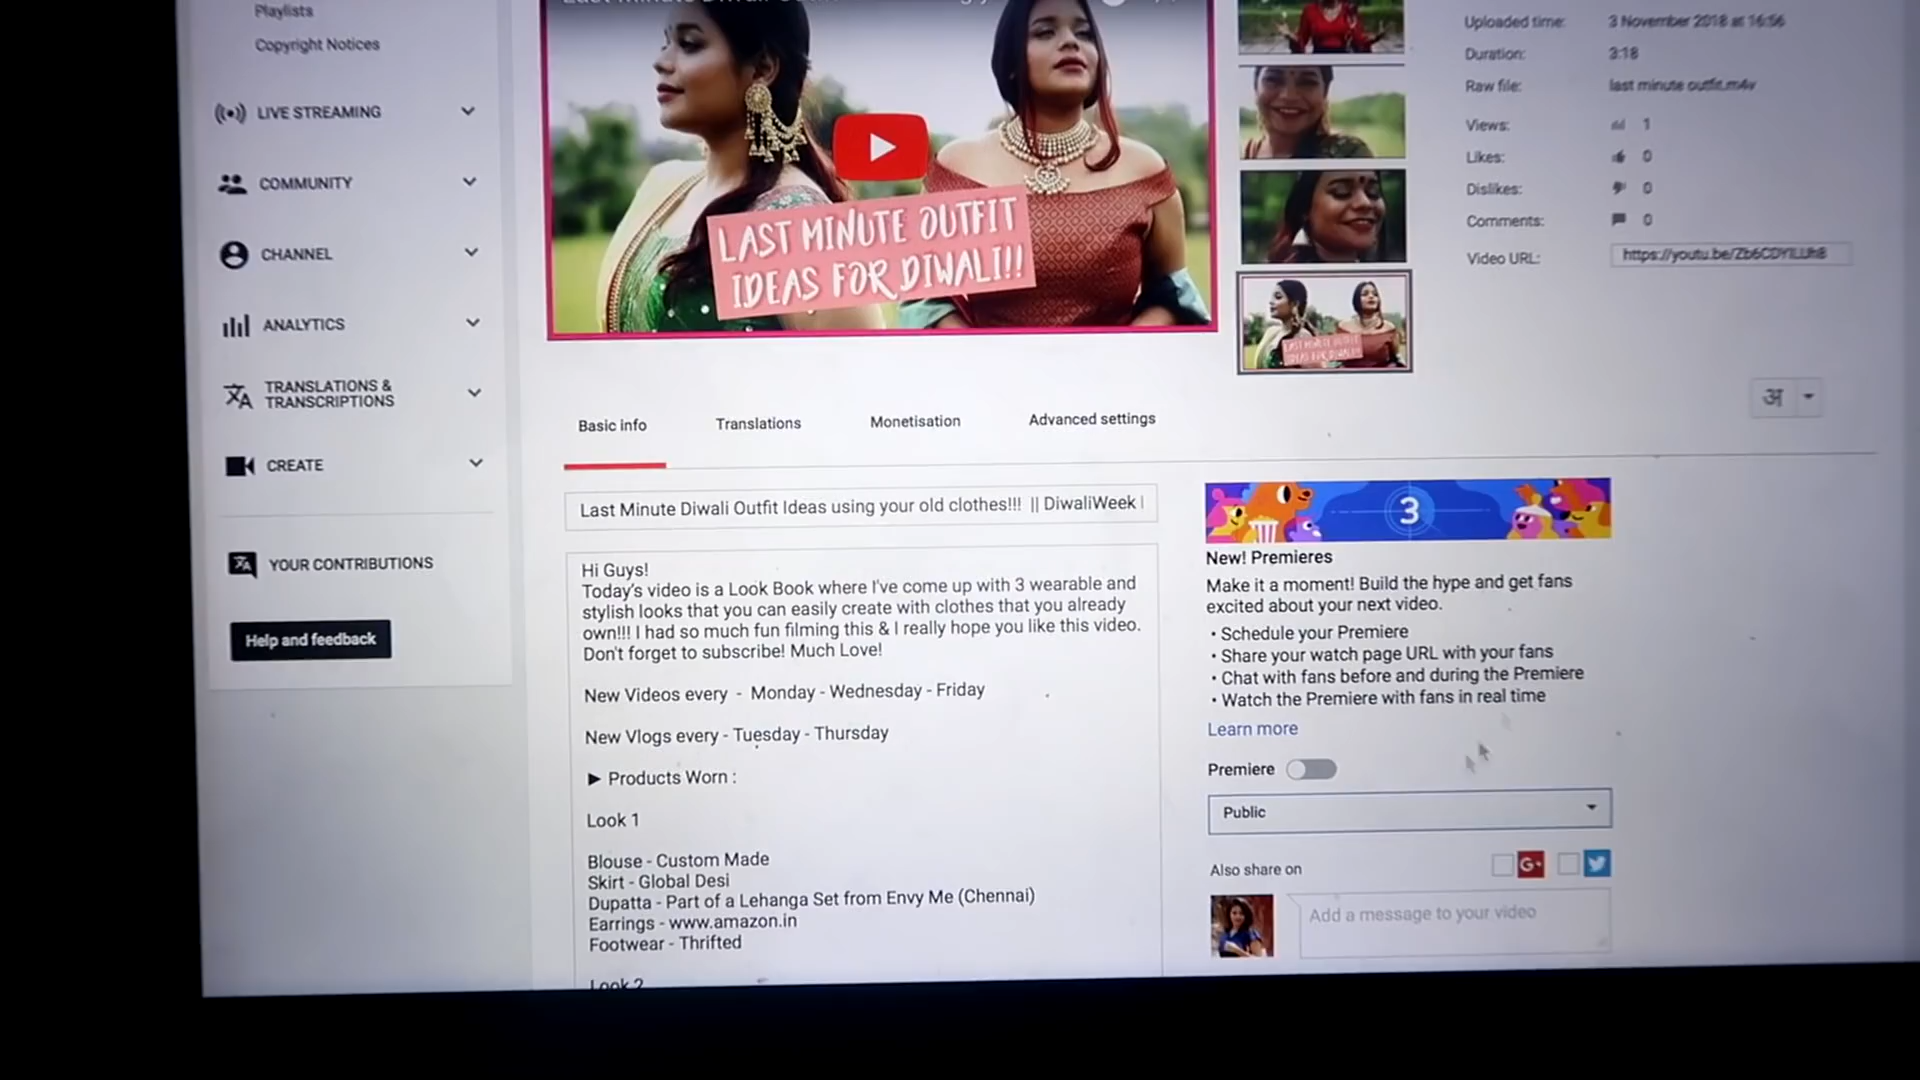 Playlists
Copyright Notices
LIVE STREAMING
COMMUNITY
CHANNEL
ANALYTICS
TRANSLATIONS &
TRANSCRIPTIONS
CREATE
YOUR CONTRIBUTIONS
Help and feedback
LAST MINUTE OUTFIT
IDEAS FOR DIWALI!!
LAST MINUTE OUTFIT
IDEAS FOR DIWALI!!
Uploaded time: 3 November 2018 at 16:56
Duration: 3:18
Raw file: last minute outfit.m4v
Views: 1
Likes: 0
Dislikes: 0
Comments: 0
Video URL:
अ
Basic info
Translations
Monetisation
Advanced settings
Last Minute Diwali Outfit Ideas using your old clothes!!! || DiwaliWeek
Hi Guys!
Today's video is a Look Book where I've come up with 3 wearable and
stylish looks that you can easily create with clothes that you already
own!!! I had so much fun filming this & I really hope you like this video.
Don't forget to subscribe! Much Love!
New Videos every - Monday - Wednesday - Friday
New Vlogs every - Tuesday - Thursday
► Products Worn :
Look 1
Blouse - Custom Made
Skirt - Global Desi
Dupatta - Part of a Lehanga Set from Envy Me (Chennai)
Earrings - www.amazon.in
Footwear - Thrifted
Look 2
3
New! Premieres
Make it a moment! Build the hype and get fans
excited about your next video.
• Schedule your Premiere
• Share your watch page URL with your fans
• Chat with fans before and during the Premiere
• Watch the Premiere with fans in real time
Learn more
Premiere
Public
Also share on
G+
Add a message to your video